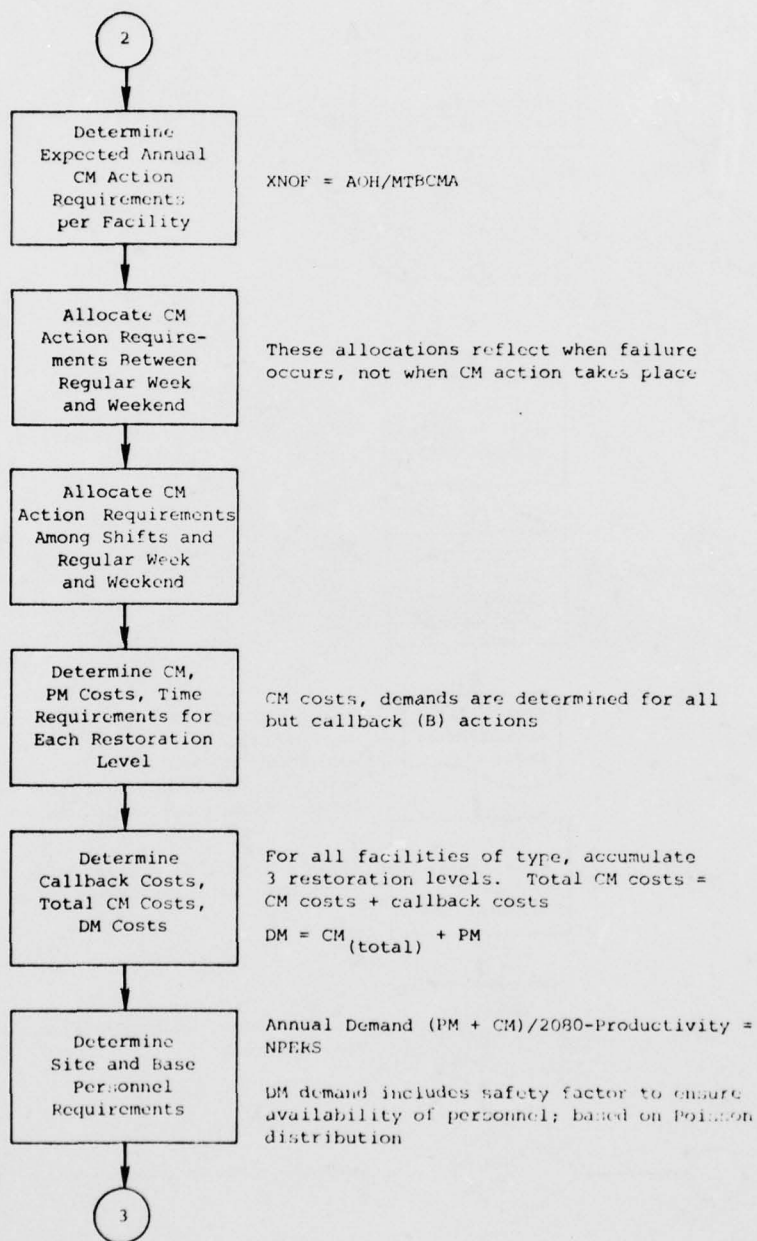 2
Determine
Expected Annual
CM Action
Requirements
per Facility
XNOF = AOH/MTBCMA
Allocate CM
Action Require-
ments Between
Regular Week
and Weekend
These allocations reflect when failure
occurs, not when CM action takes place
Allocate CM
Action Requirements
Among Shifts and
Regular Week
and Weekend
Determine CM,
PM Costs, Time
Requirements for
Each Restoration
Level
CM costs, demands are determined for all
but callback (B) actions
Determine
Callback Costs,
Total CM Costs,
DM Costs
For all facilities of type, accumulate
3 restoration levels. Total CM costs =
CM costs + callback costs
DM = CM(total) + PM
Determine
Site and Base
Personnel
Requirements
Annual Demand (PM + CM)/2080-Productivity =
NPERS
DM demand includes safety factor to ensure
availability of personnel; based on Poisson
distribution
3